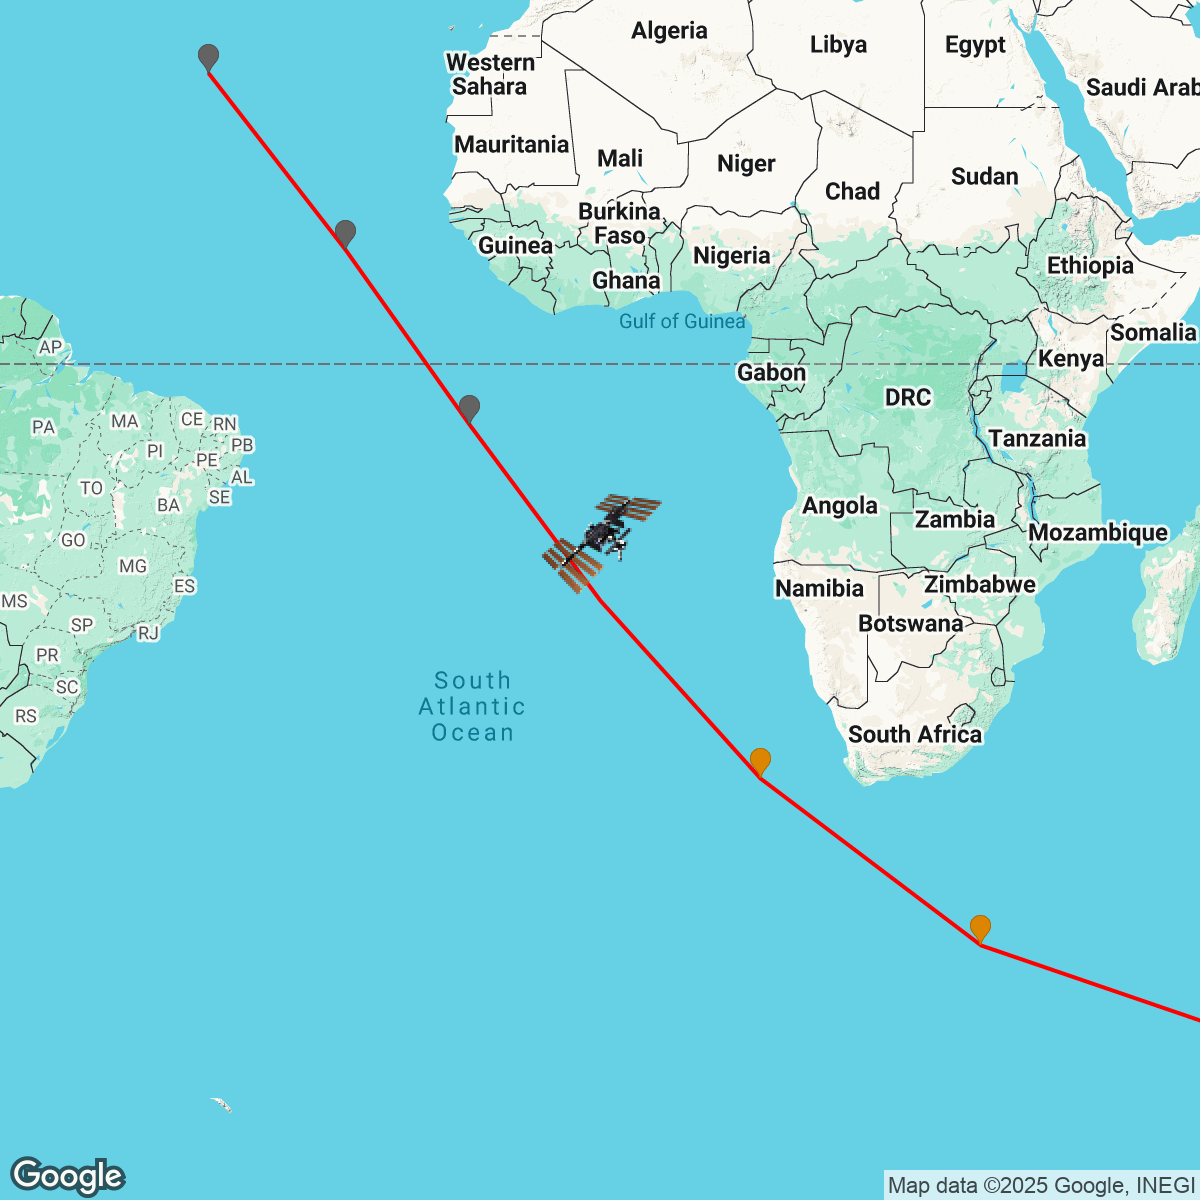 Algeria
Libya
Egypt
Western
Sahara
Saudi Arab
Mauritania
Mali
Niger
Chad
Sudan
Burkina
Faso
Guinea
Nigeria
Ethiopia
Ghana
Gulf of Guinea
Somalia
AP
Kenya
Gabon
DRC
PA
MA
CE
RN
PB
Tanzania
PI
PE
AL
TO
SE
BA
Angola
Zambia
Mozambique
GO
MG
ES
Namibia
Zimbabwe
MS
SP
RJ
Botswana
PR
SC
South
Atlantic
Ocean
RS
South Africa
Google
Map data ©2025 Google, INEGI